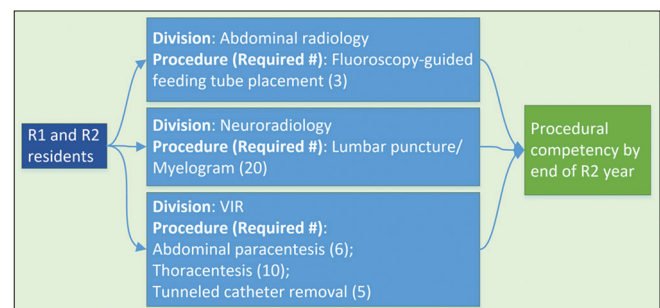 Division: Abdominal radiology
Procedure (Required #): Fluoroscopy-guided
feeding tube placement (3)
R1 and R2
residents
Division: Neuroradiology
Procedure (Required #): Lumbar puncture/
Myelogram (20)
Division: VIR
Procedure (Required #):
Abdominal paracentesis (6);
Thoracentesis (10);
Tunneled catheter removal (5)
Procedural
competency by
end of R2 year